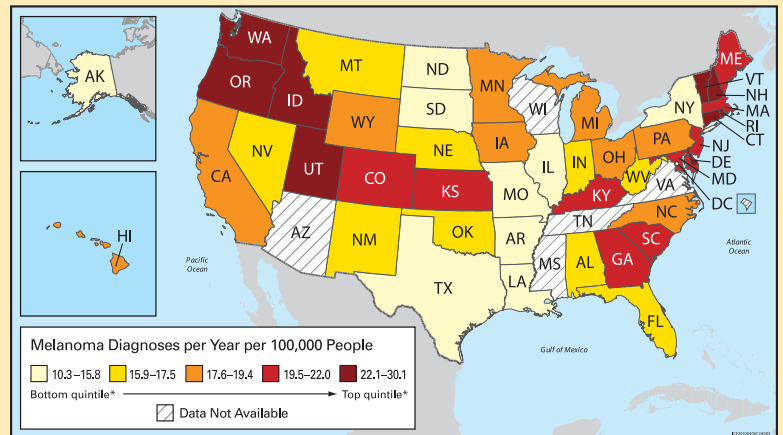 AK
HI
WA
OR
ID
MT
ND
SD
WY
NE
NV
UT
CA
CO
KS
AZ
NM
OK
TX
MN
IA
MO
AR
LA
WI
IL
MI
IN
OH
KY
TN
MS
AL
GA
FL
SC
NC
VA
WV
PA
NY
ME
VT
NH
MA
RI
CT
NJ
DE
MD
DC
Pacific
Ocean
Atlantic
Ocean
Gulf of Mexico
Melanoma Diagnoses per Year per 100,000 People
10.3–15.8 15.9–17.5 17.6–19.4 19.5–22.0 22.1–30.1
Bottom quintile* Top quintile*
Data Not Available